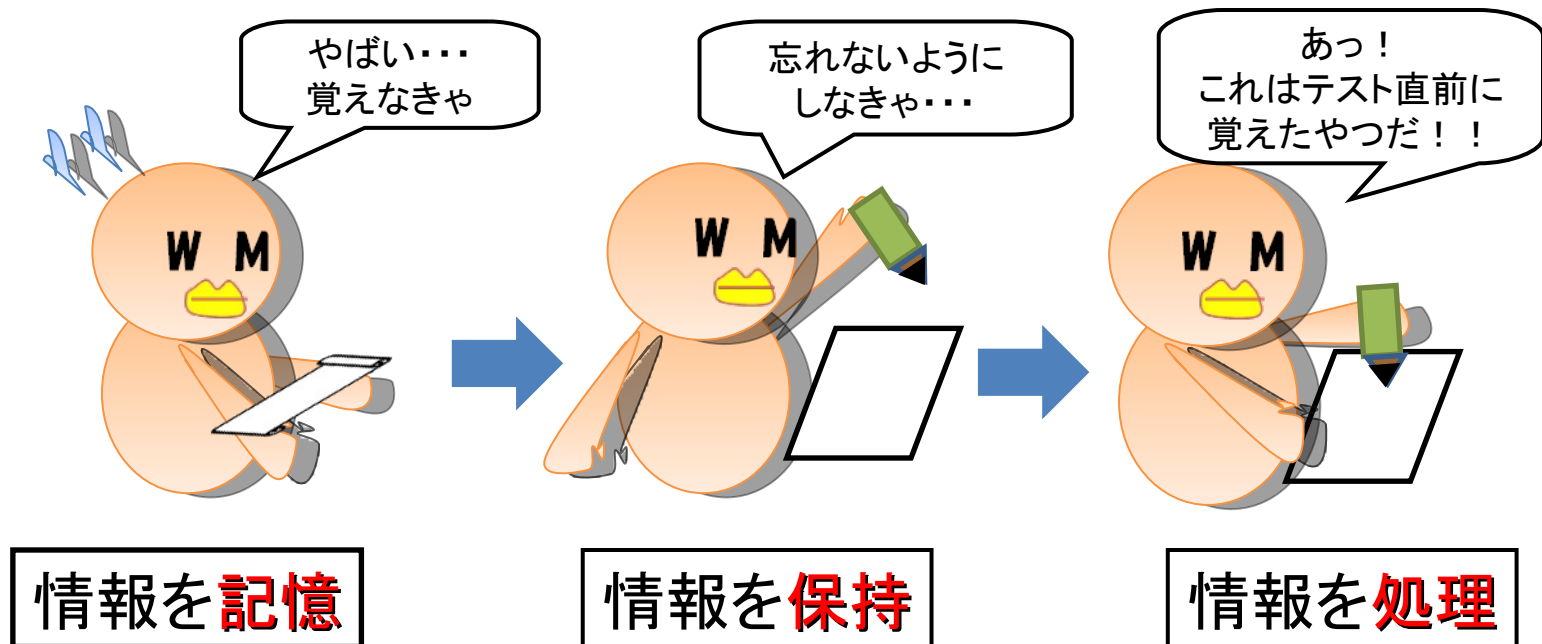 やばい・・・
覚えなきゃ
忘れないように
しなきゃ・・・
あっ！
これはテスト直前に
覚えたやつだ！！
W M
W M
W M
情報を記憶
情報を保持
情報を処理